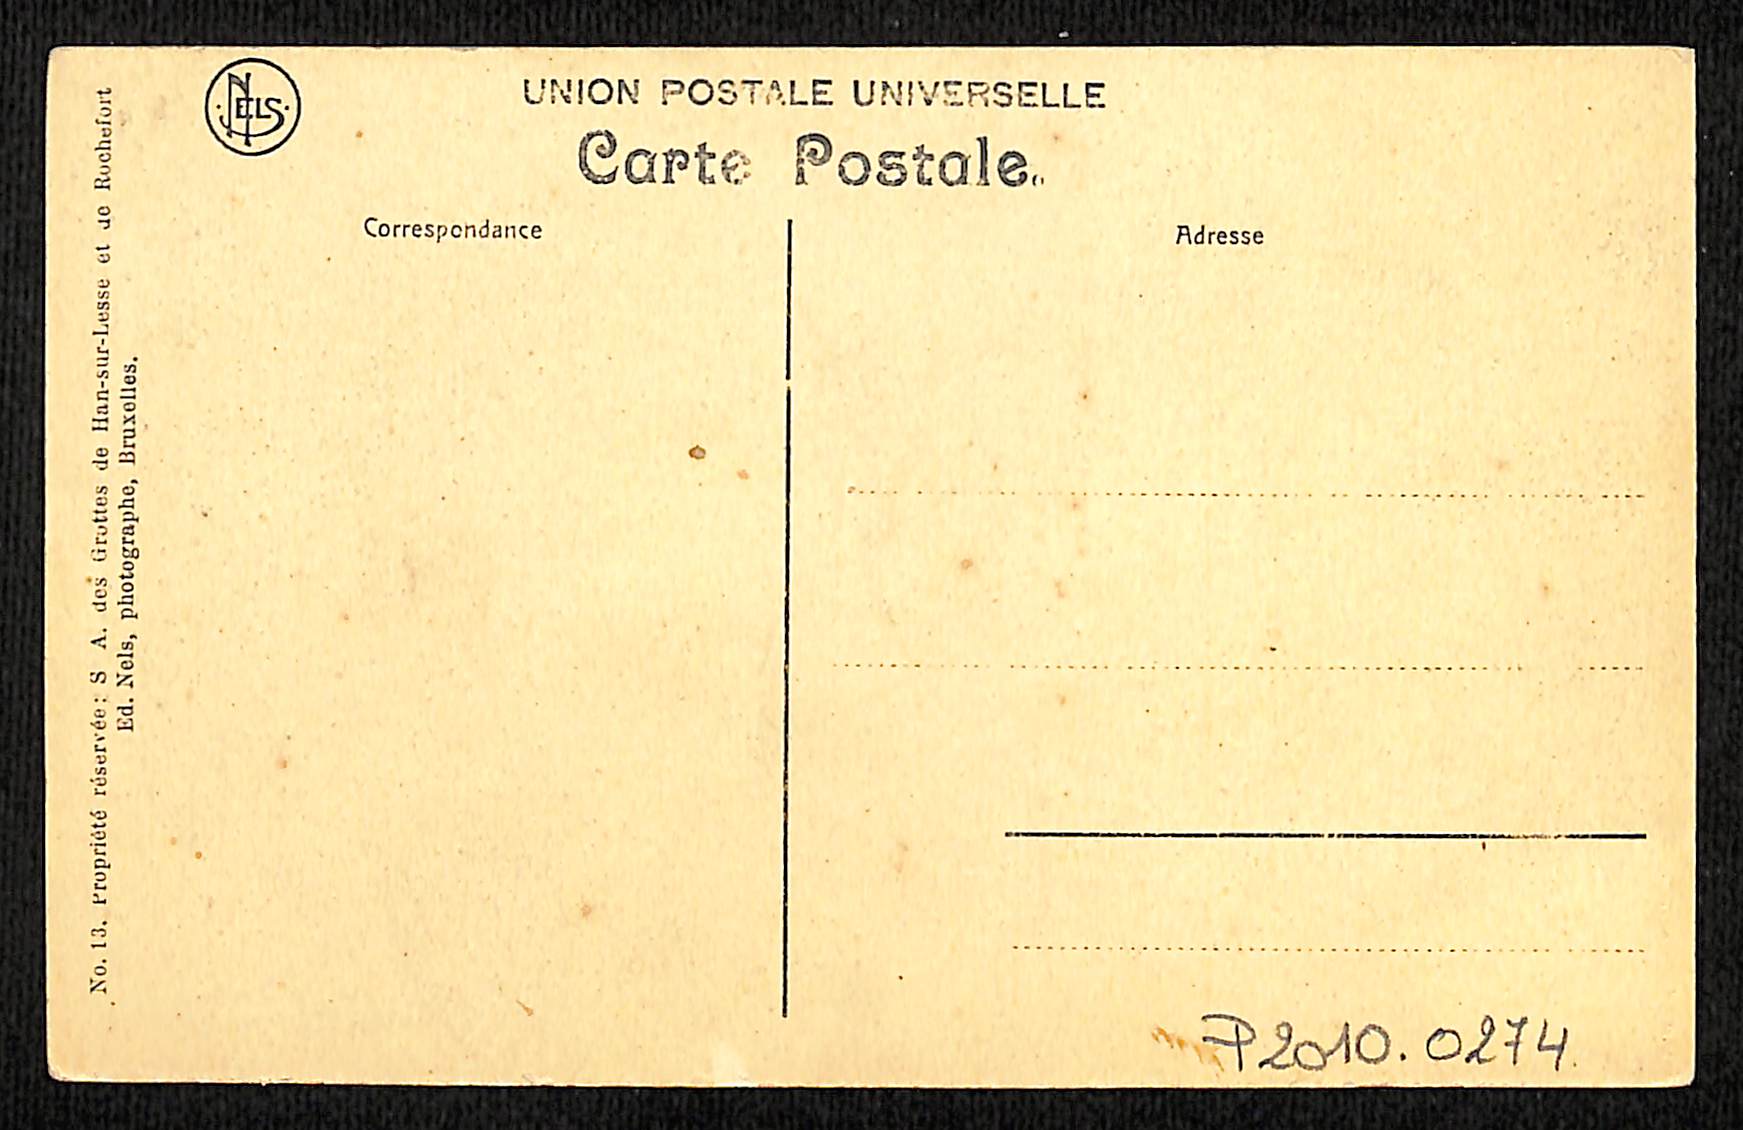 NELS
UNION POSTALE UNIVERSELLE
Carte Postale.
Correspondance
Adresse
No. 13. Propriété réservée: S A. des Grottes de Han-sur-Lesse et de Rochefort
Ed. Nels, photographe, Bruxelles.
P2010.0274